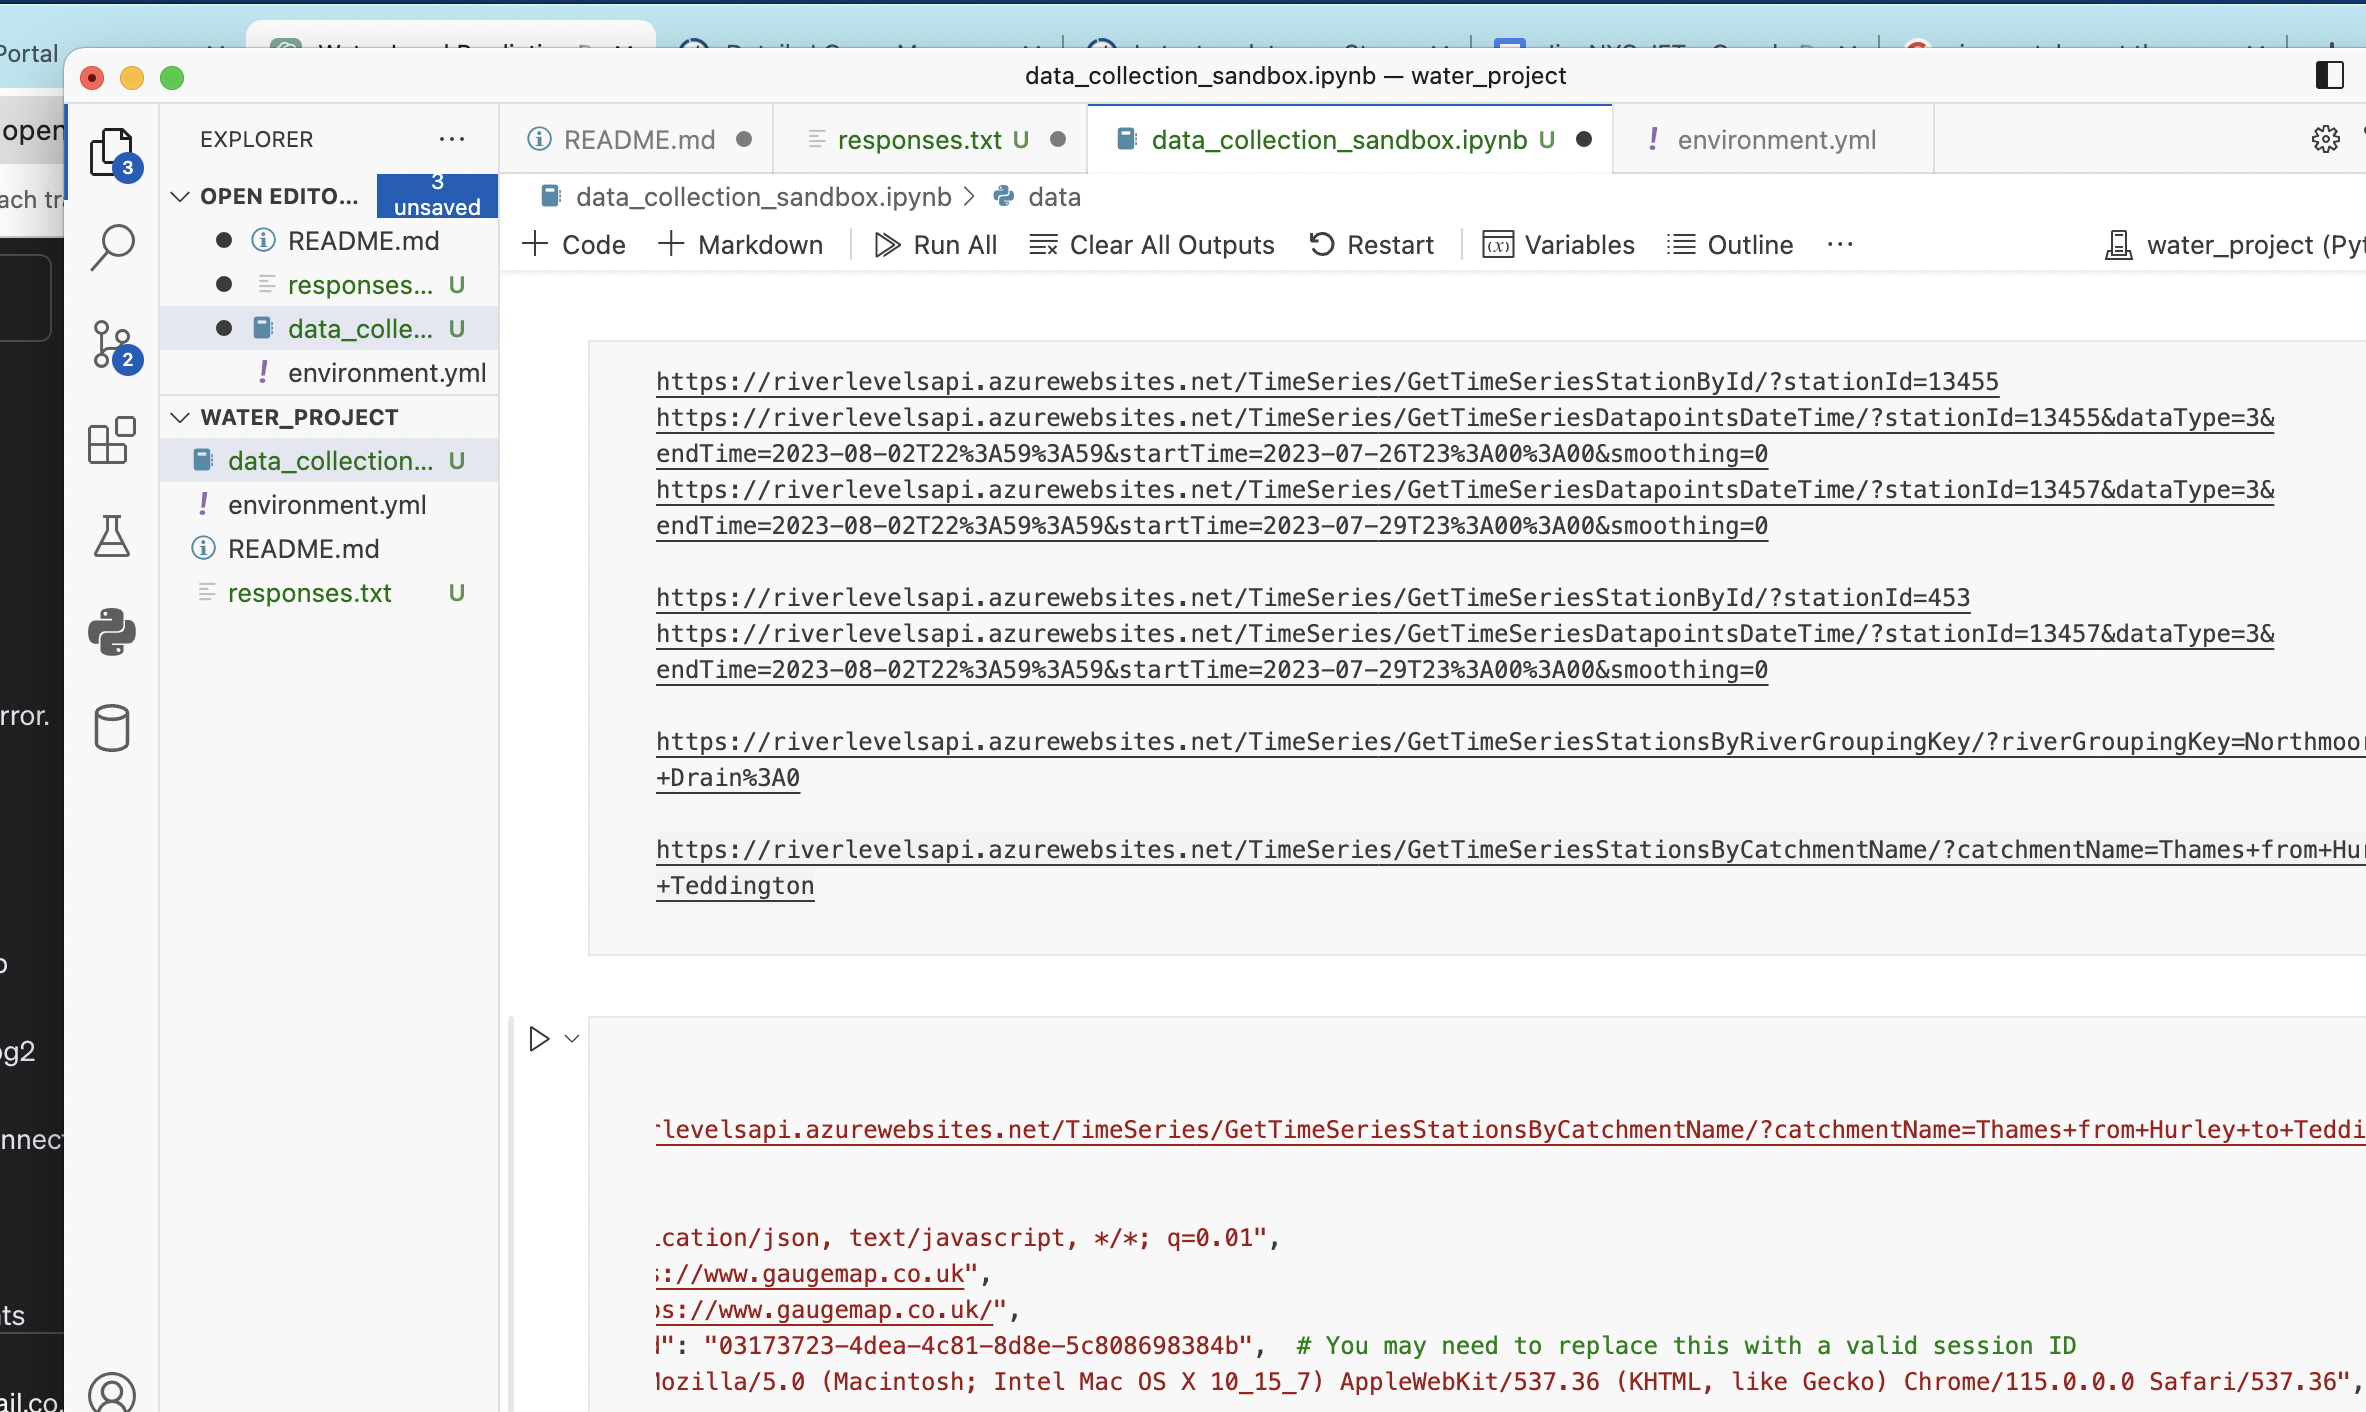 Portal
data_collection_sandbox.ipynb — water_project
open
EXPLORER
README.md
responses.txt U
data_collection_sandbox.ipynb U
environment.yml
3
OPEN EDITO...
3 unsaved
data_collection_sandbox.ipynb > data
README.md
+ Code
+ Markdown
Run All
Clear All Outputs
Restart
Variables
Outline
...
water_project (Pyt
responses... U
data_colle... U
2
environment.yml
WATER_PROJECT
data_collection... U
environment.yml
README.md
responses.txt U
https://riverlevelsapi.azurewebsites.net/TimeSeries/GetTimeSeriesStationById/?stationId=13455
https://riverlevelsapi.azurewebsites.net/TimeSeries/GetTimeSeriesDatapointsDateTime/?stationId=13455&dataType=3&
endTime=2023-08-02T22%3A59%3A59&startTime=2023-07-26T23%3A00%3A00&smoothing=0
https://riverlevelsapi.azurewebsites.net/TimeSeries/GetTimeSeriesDatapointsDateTime/?stationId=13457&dataType=3&
endTime=2023-08-02T22%3A59%3A59&startTime=2023-07-29T23%3A00%3A00&smoothing=0
https://riverlevelsapi.azurewebsites.net/TimeSeries/GetTimeSeriesStationById/?stationId=453
https://riverlevelsapi.azurewebsites.net/TimeSeries/GetTimeSeriesDatapointsDateTime/?stationId=13457&dataType=3&
endTime=2023-08-02T22%3A59%3A59&startTime=2023-07-29T23%3A00%3A00&smoothing=0
https://riverlevelsapi.azurewebsites.net/TimeSeries/GetTimeSeriesStationsByRiverGroupingKey/?riverGroupingKey=Northmoor
+Drain%3A0
https://riverlevelsapi.azurewebsites.net/TimeSeries/GetTimeSeriesStationsByCatchmentName/?catchmentName=Thames+from+Hur
+Teddington
rlevelsapi.azurewebsites.net/TimeSeries/GetTimeSeriesStationsByCatchmentName/?catchmentName=Thames+from+Hurley+to+Teddi
ication/json, text/javascript, */*; q=0.01",
s://www.gaugemap.co.uk",
ps://www.gaugemap.co.uk/",
d": "03173723-4dea-4c81-8d8e-5c808698384b",  # You may need to replace this with a valid session ID
Mozilla/5.0 (Macintosh; Intel Mac OS X 10_15_7) AppleWebKit/537.36 (KHTML, like Gecko) Chrome/115.0.0.0 Safari/537.36",
ach tr
rror.
og2
nnect
ts
ail.co.